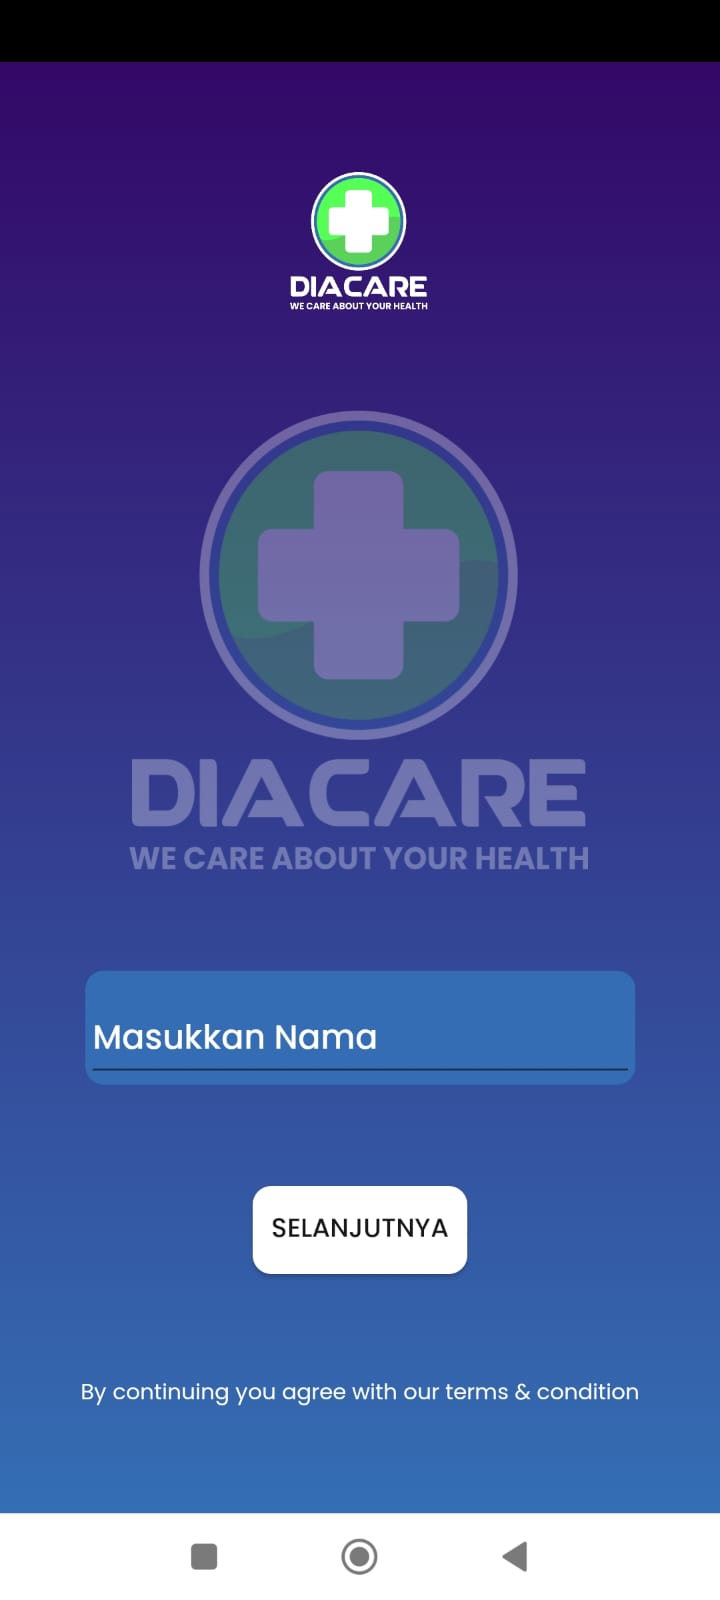 DIACARE
WE CARE ABOUT YOUR HEALTH
DIACARE
WE CARE ABOUT YOUR HEALTH
Masukkan Nama
SELANJUTNYA
By continuing you agree with our terms & condition